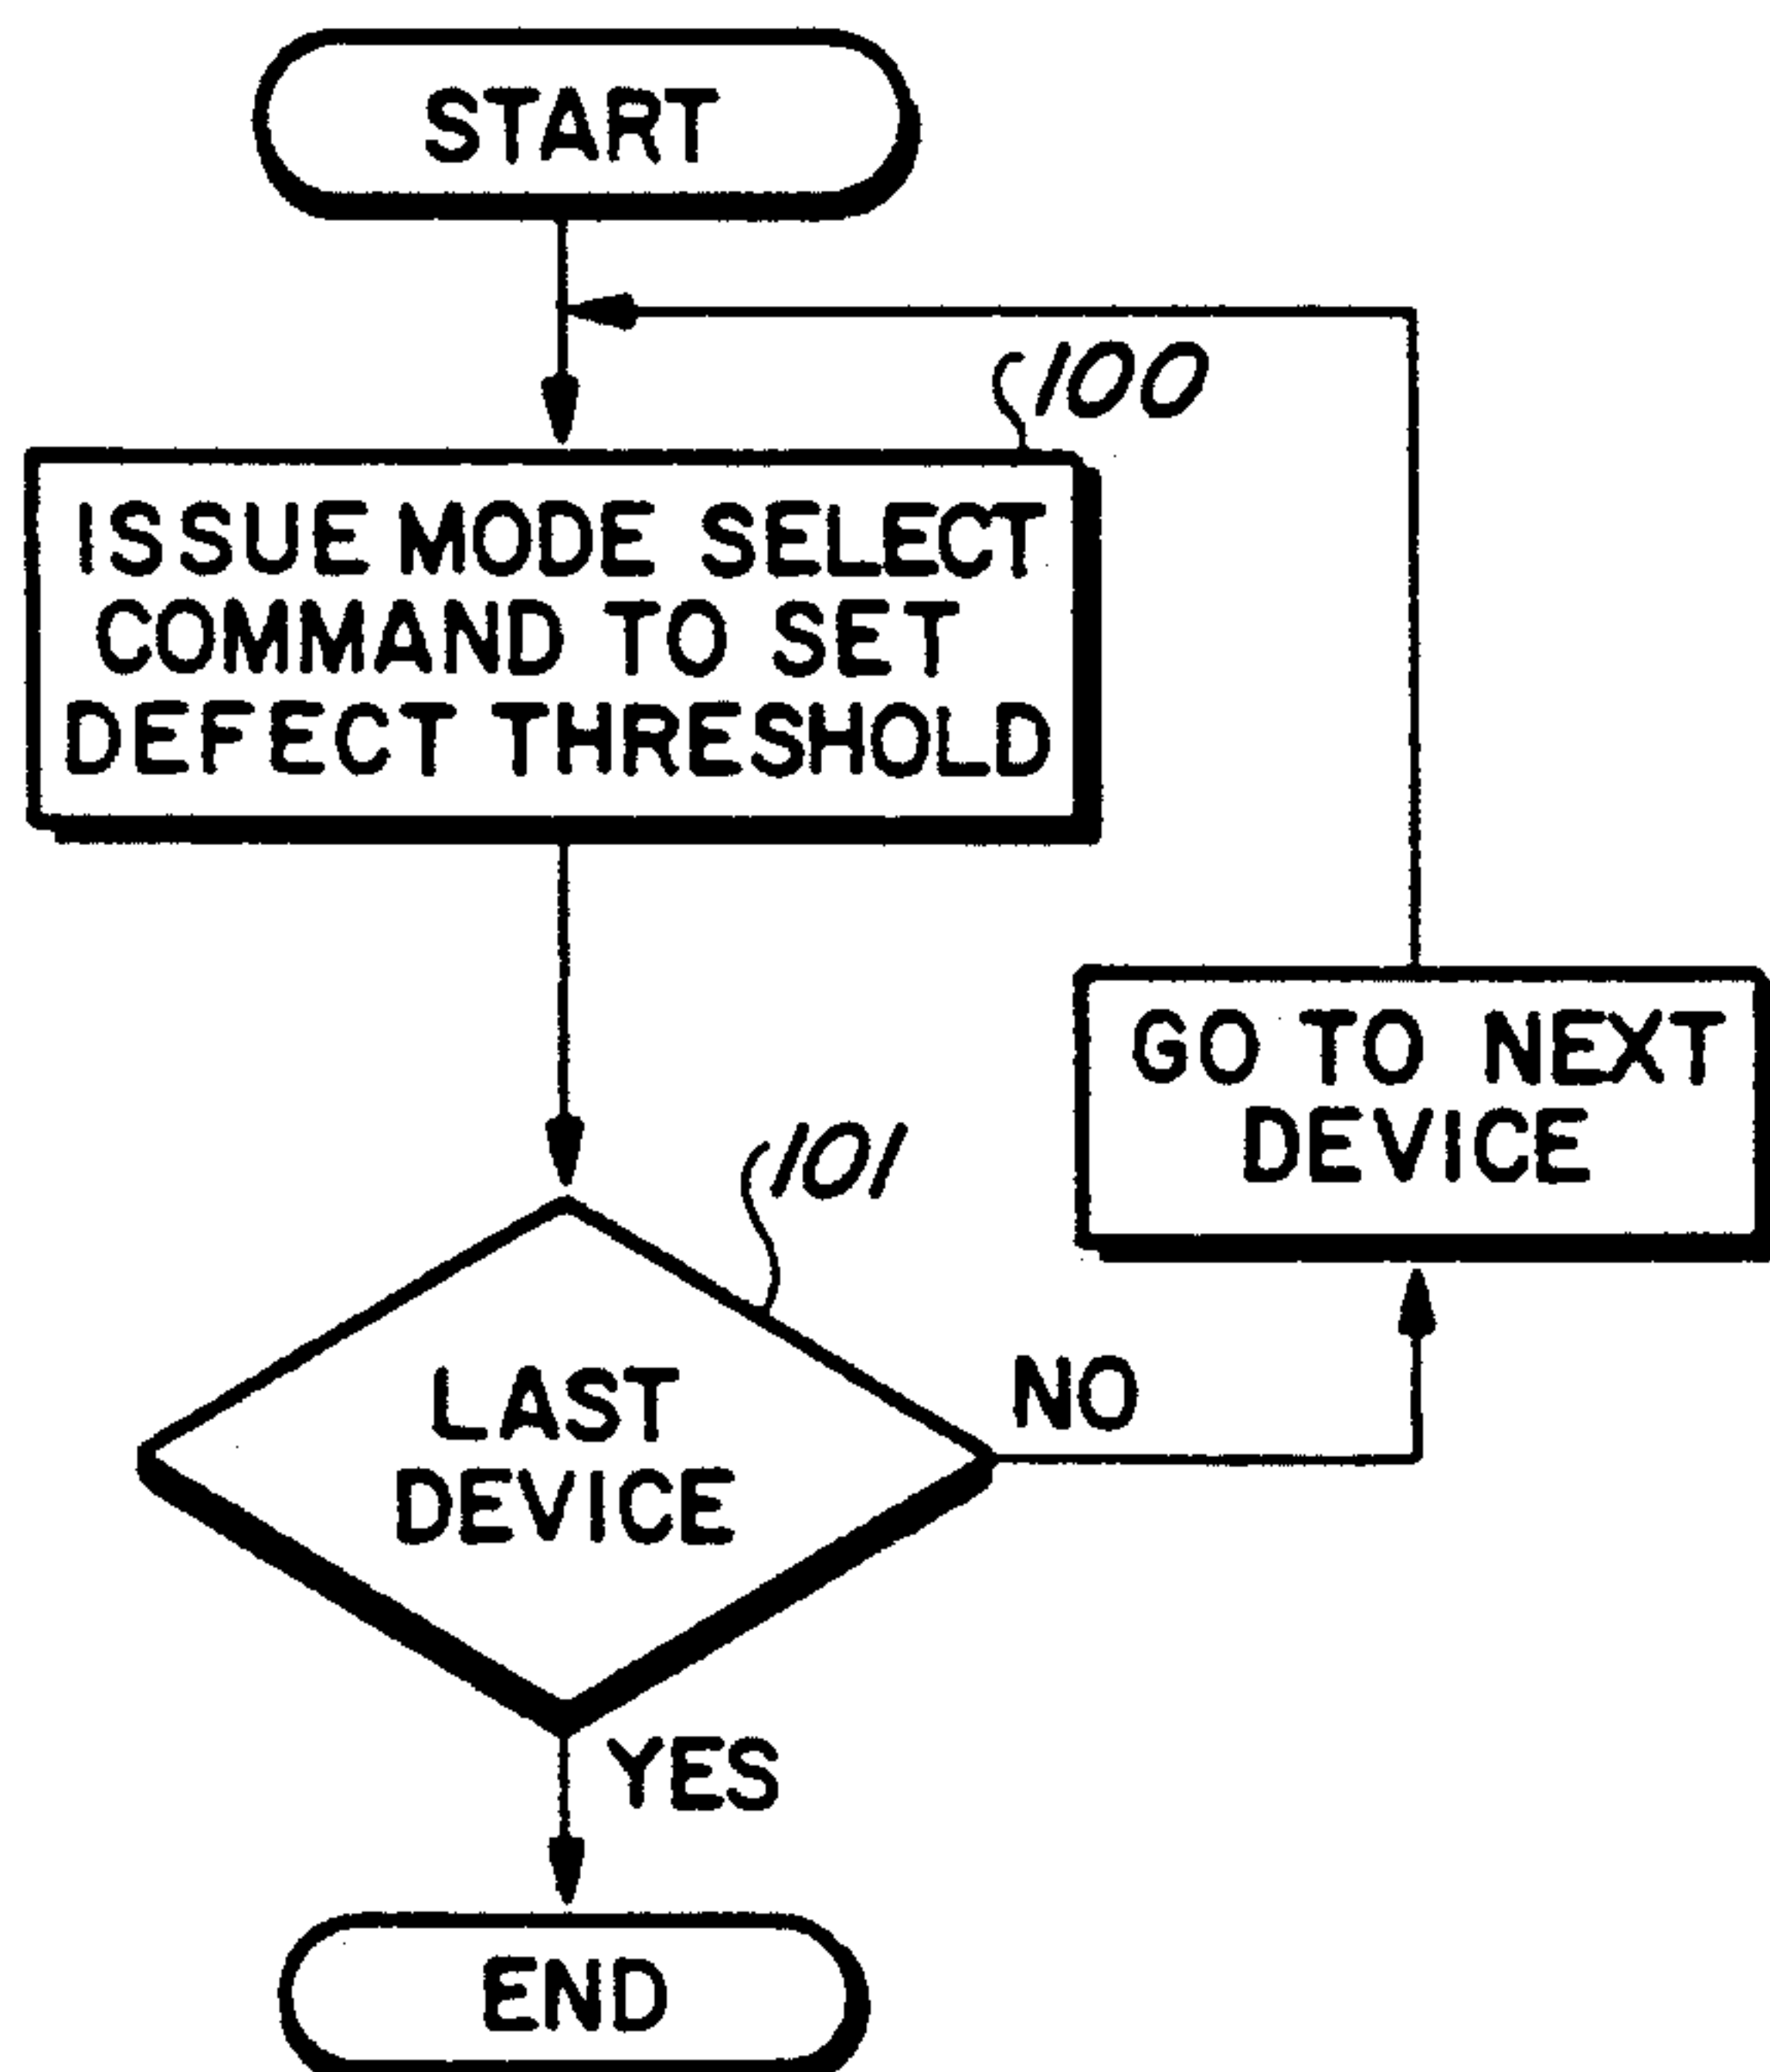 START
100
ISSUE MODE SELECT
COMMAND TO SET
DEFECT THRESHOLD
GO TO NEXT
DEVICE
101
LAST
DEVICE
NO
YES
END